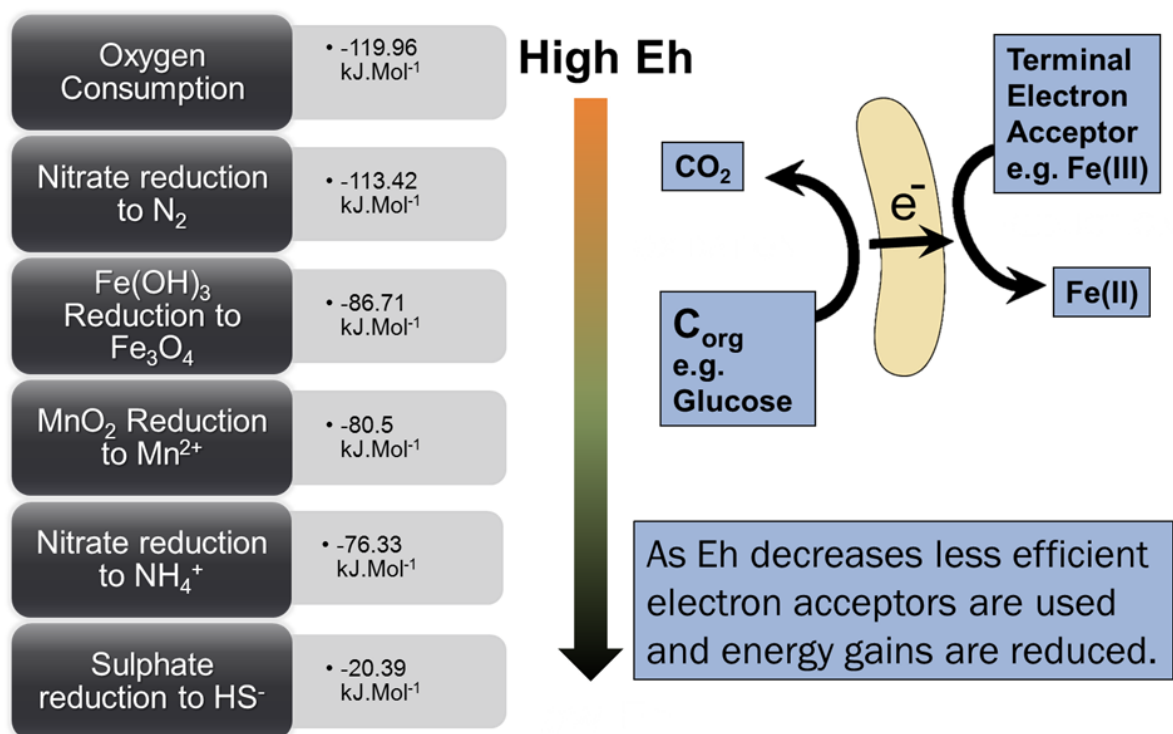 Oxygen
Consumption
• -119.96
kJ.Mol⁻¹
Nitrate reduction
to N₂
• -113.42
kJ.Mol⁻¹
Fe(OH)₃
Reduction to
Fe₃O₄
• -86.71
kJ.Mol⁻¹
MnO₂ Reduction
to Mn²⁺
• -80.5
kJ.Mol⁻¹
Nitrate reduction
to NH₄⁺
• -76.33
kJ.Mol⁻¹
Sulphate
reduction to HS⁻
• -20.39
kJ.Mol⁻¹
High Eh
Terminal
Electron
Acceptor
e.g. Fe(III)
CO₂
e⁻
Fe(II)
C_org
e.g.
Glucose
As Eh decreases less efficient
electron acceptors are used
and energy gains are reduced.